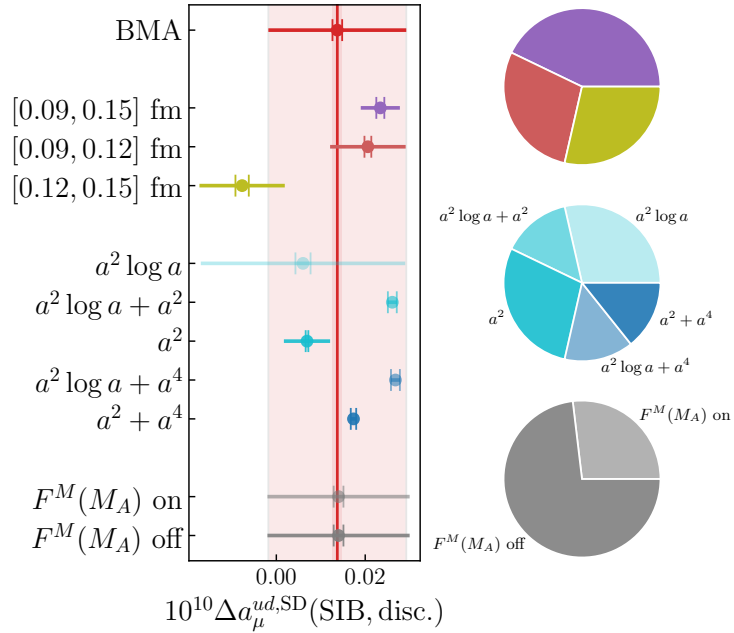 BMA
[0.09, 0.15] fm
[0.09, 0.12] fm
[0.12, 0.15] fm
a² log a
a² log a + a²
a²
a² log a + a⁴
a² + a⁴
F^M(M_A) on
F^M(M_A) off
0.00 0.02
10^{10}Δa_μ^{ud,SD}(SIB, disc.)
a² log a + a²
a² log a
a²
a² + a⁴
a² log a + a⁴
F^M(M_A) on
F^M(M_A) off